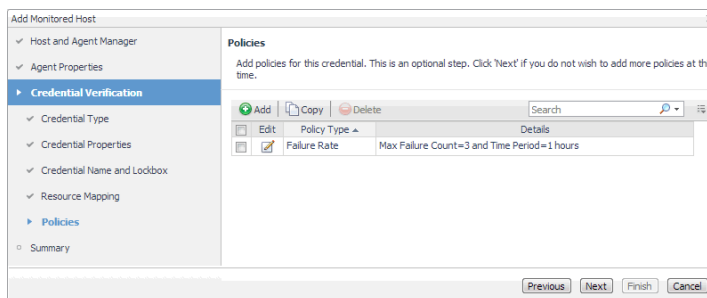 Add Monitored Host
Host and Agent Manager
Agent Properties
Credential Verification
Credential Type
Credential Properties
Credential Name and Lockbox
Resource Mapping
Policies
Summary
Policies
Add policies for this credential. This is an optional step. Click 'Next' if you do not wish to add more policies at th
time.
Add Copy Delete Search
Edit Policy Type Details
Failure Rate Max Failure Count=3 and Time Period=1 hours
Previous Next Finish Cancel